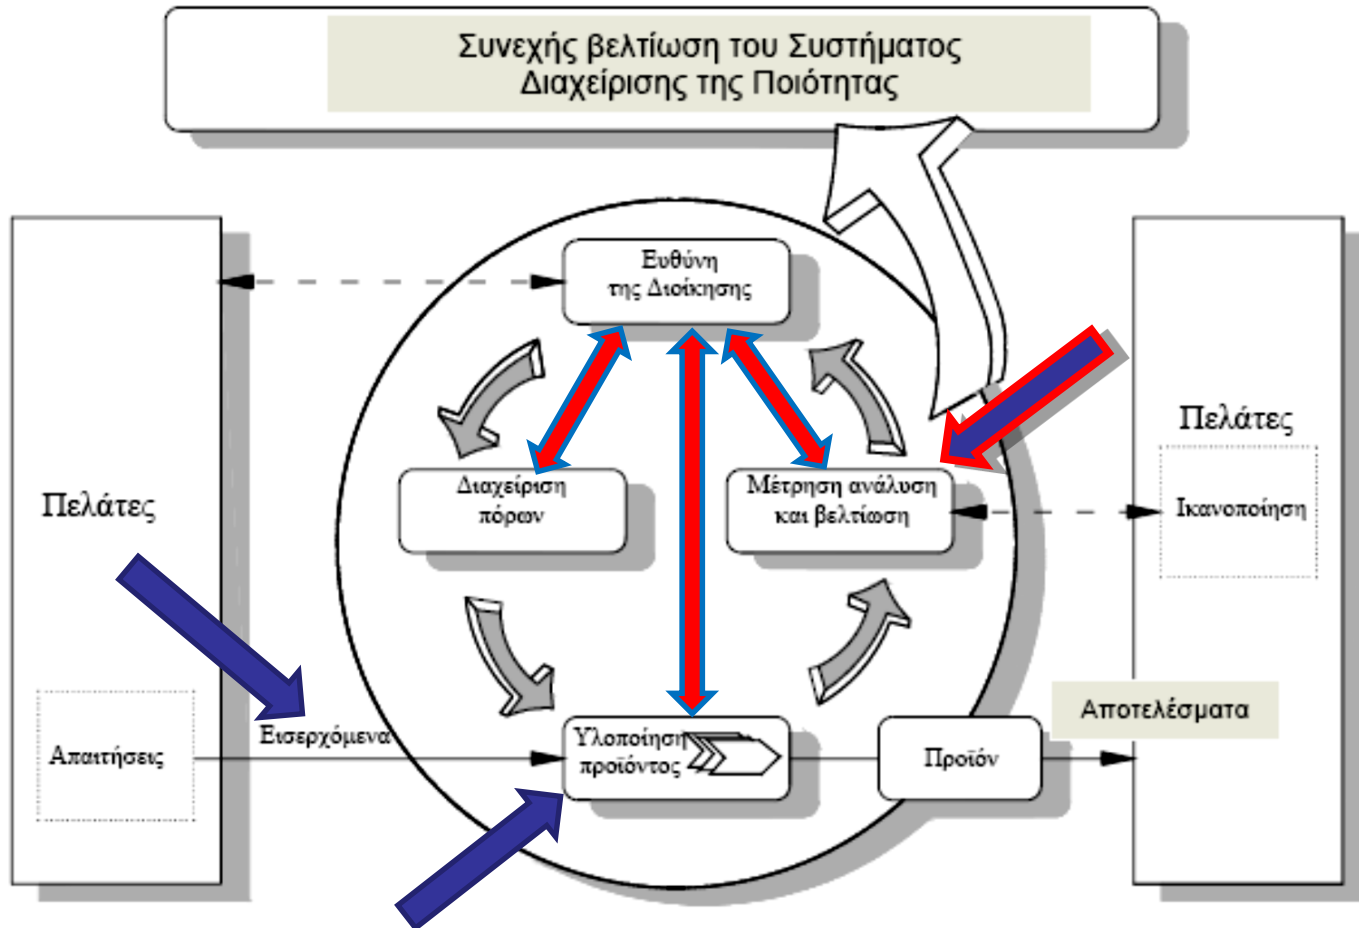 Συνεχής βελτίωση του Συστήματος
Διαχείρισης της Ποιότητας
Ευθύνη
της Διοίκησης
Πελάτες
Διαχείριση
πόρων
Μέτρηση ανάλυση
και βελτίωση
Πελάτες
Ικανοποίηση
Απαιτήσεις
Εισερχόμενα
Υλοποίηση
προϊόντος
Προϊόν
Αποτελέσματα